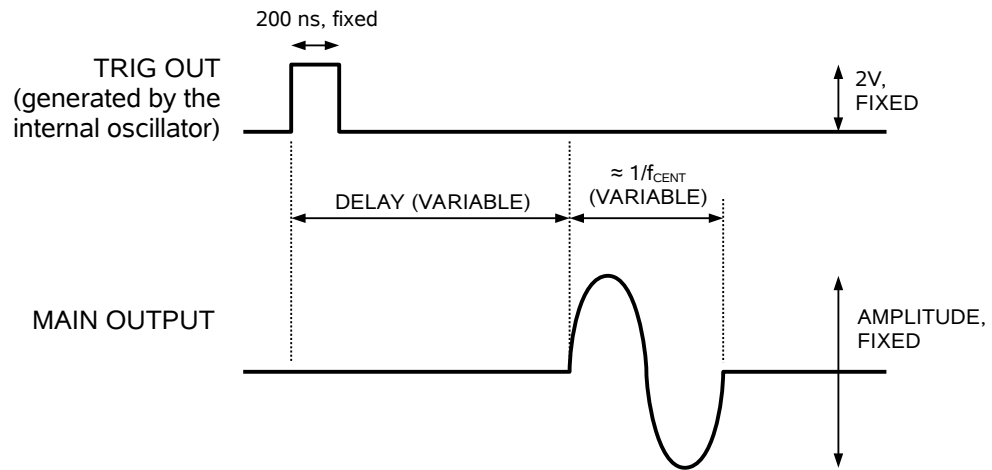 200 ns, fixed
TRIG OUT
(generated by the
internal oscillator)
2V,
FIXED
≈ 1/fCENT
(VARIABLE)
DELAY (VARIABLE)
MAIN OUTPUT
AMPLITUDE,
FIXED